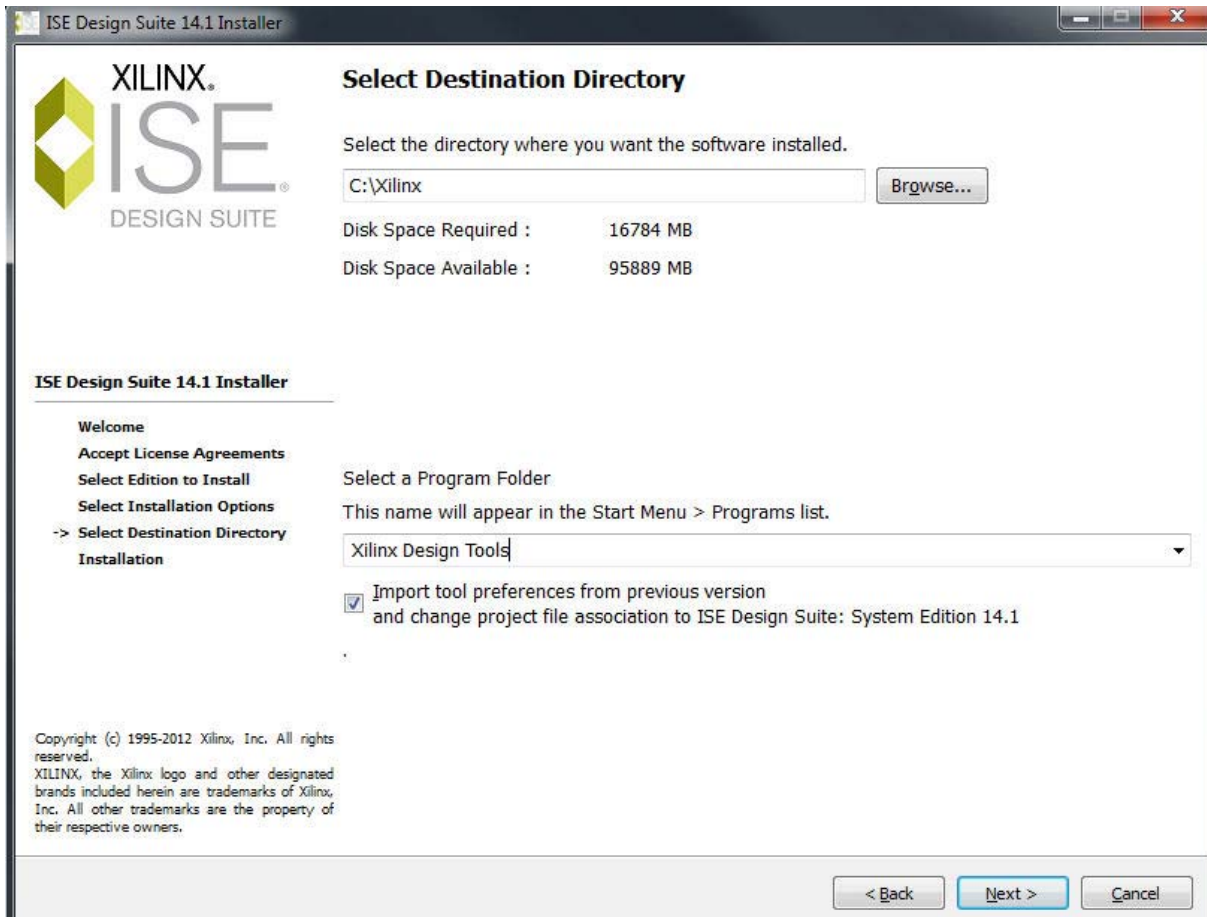 ISE Design Suite 14.1 Installer
XILINX®
ISE®
DESIGN SUITE
Select Destination Directory
Select the directory where you want the software installed.
C:\Xilinx
Browse...
Disk Space Required : 16784 MB
Disk Space Available : 95889 MB
ISE Design Suite 14.1 Installer
Welcome
Accept License Agreements
Select Edition to Install
Select Installation Options
-> Select Destination Directory
Installation
Select a Program Folder
This name will appear in the Start Menu > Programs list.
Xilinx Design Tools
Import tool preferences from previous version
and change project file association to ISE Design Suite: System Edition 14.1
.
Copyright (c) 1995-2012 Xilinx, Inc. All rights
reserved.
XILINX, the Xilinx logo and other designated
brands included herein are trademarks of Xilinx,
Inc. All other trademarks are the property of
their respective owners.
< Back
Next >
Cancel